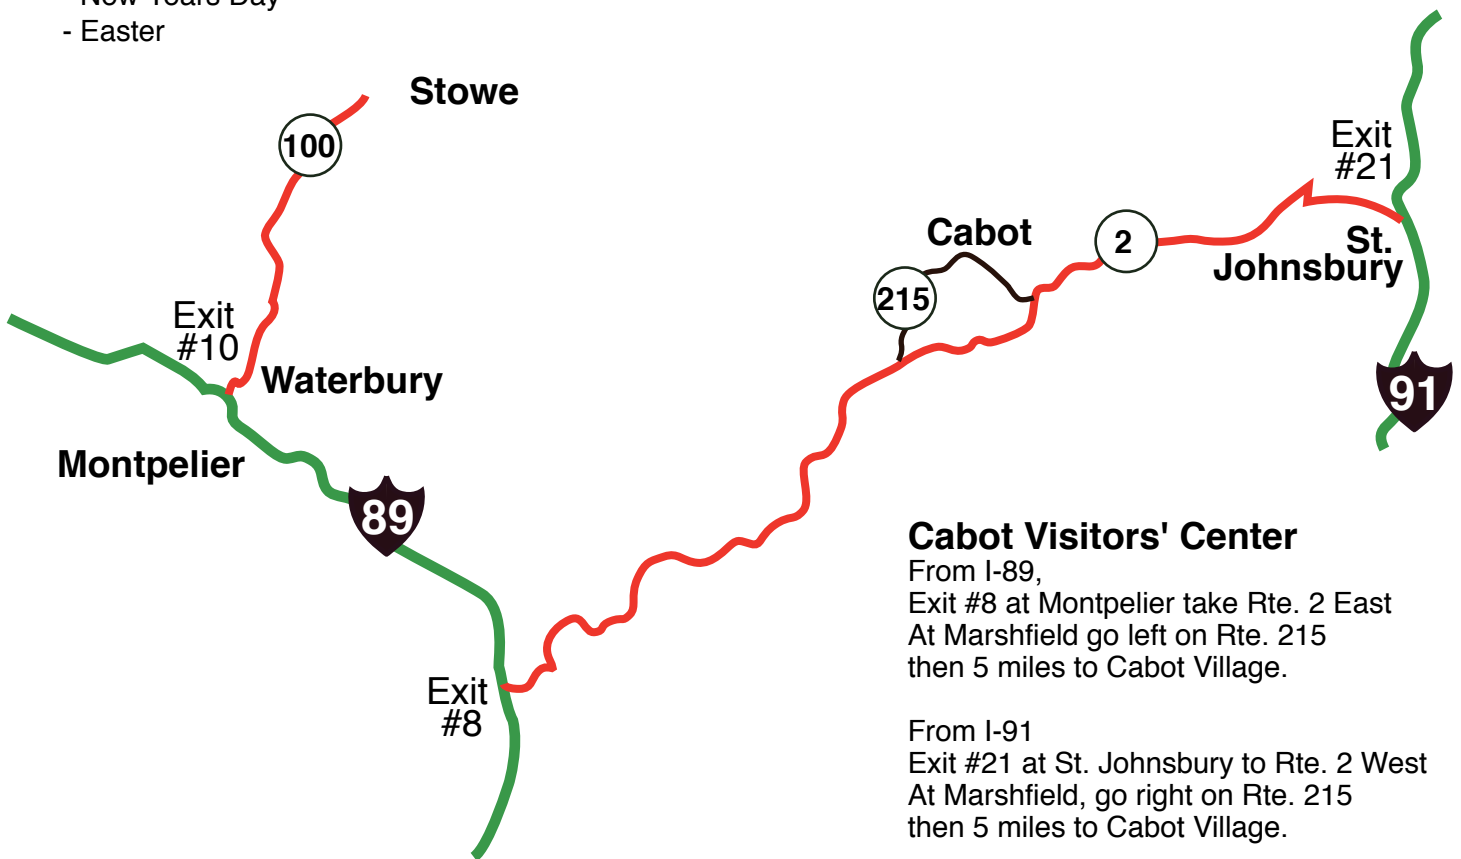 - New Years Day
- Easter
Stowe
100
Exit
#21
Cabot
2
St.
Johnsbury
215
Exit
#10
Waterbury
91
Montpelier
89
Exit
#8
Cabot Visitors' Center
From I-89,
Exit #8 at Montpelier take Rte. 2 East
At Marshfield go left on Rte. 215
then 5 miles to Cabot Village.
From I-91
Exit #21 at St. Johnsbury to Rte. 2 West
At Marshfield, go right on Rte. 215
then 5 miles to Cabot Village.